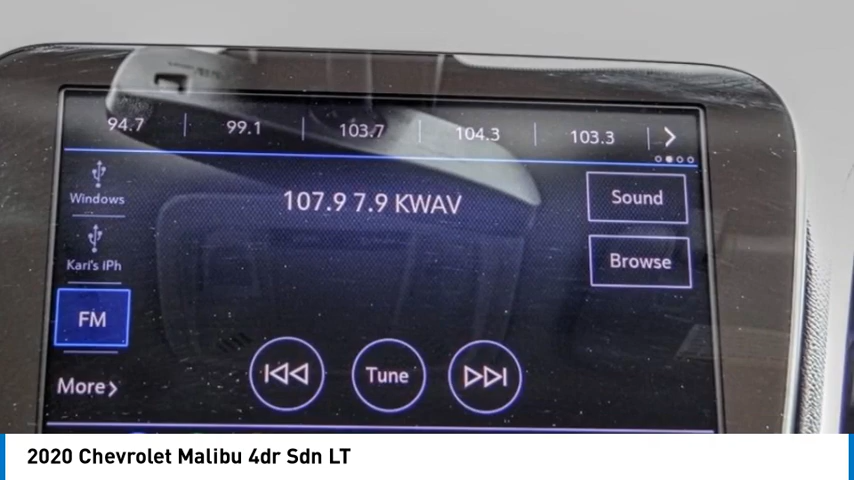 94.7 99.1 103.7 104.3 103.3
Windows
107.9 7.9 KWAV
Sound
Kari's IPh
Browse
FM
Tune
More
2020 Chevrolet Malibu 4dr Sdn LT